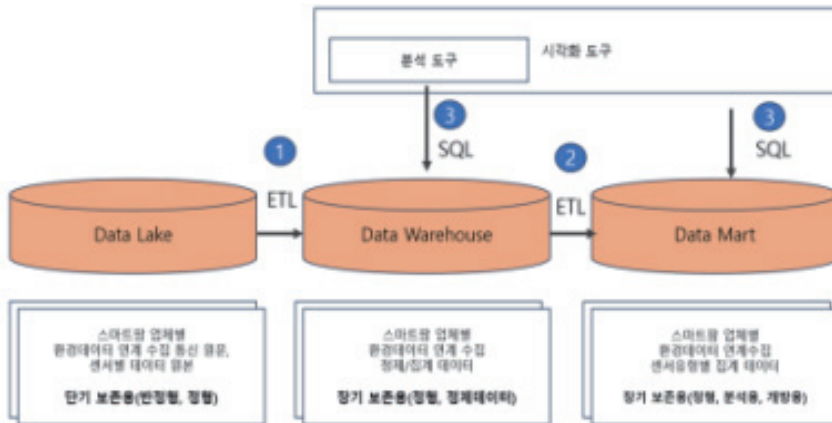 분석 도구
시각화 도구
3
SQL
3
SQL
1
ETL
2
ETL
Data Lake
Data Warehouse
Data Mart
스마트팜 업체별
환경데이터 연계 수집 통신 원문,
센서별 데이터 원본
단기 보존용(반정형, 정형)
스마트팜 업체별
환경데이터 연계 수집
정제/집계 데이터
장기 보존용(정형, 정제데이터)
스마트팜 업체별
환경데이터 연계수집
센서유형별 집계 데이터
장기 보존용(정형, 분석용, 개방용)